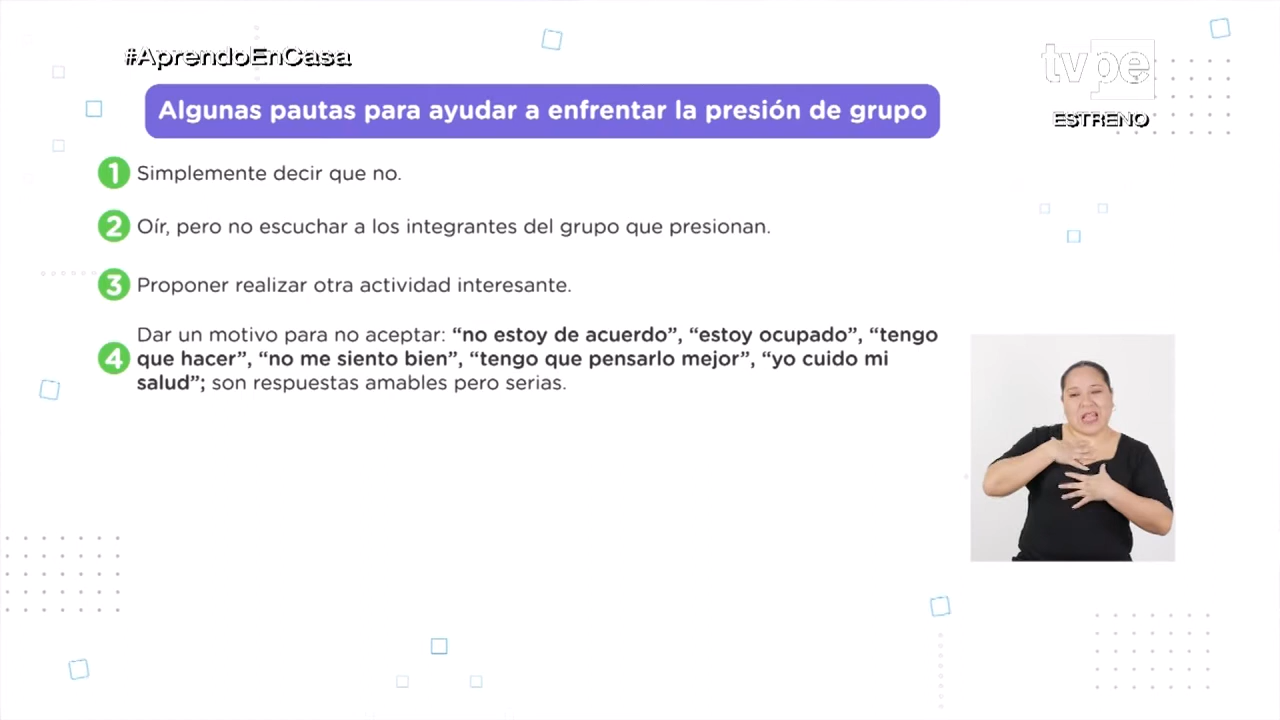 #AprendoEnCasa
tvpe
ESTRENO
Algunas pautas para ayudar a enfrentar la presión de grupo
1 Simplemente decir que no.
2 Oír, pero no escuchar a los integrantes del grupo que presionan.
3 Proponer realizar otra actividad interesante.
Dar un motivo para no aceptar: “no estoy de acuerdo”, “estoy ocupado”, “tengo
4 que hacer”, “no me siento bien”, “tengo que pensarlo mejor”, “yo cuido mi
salud”; son respuestas amables pero serias.